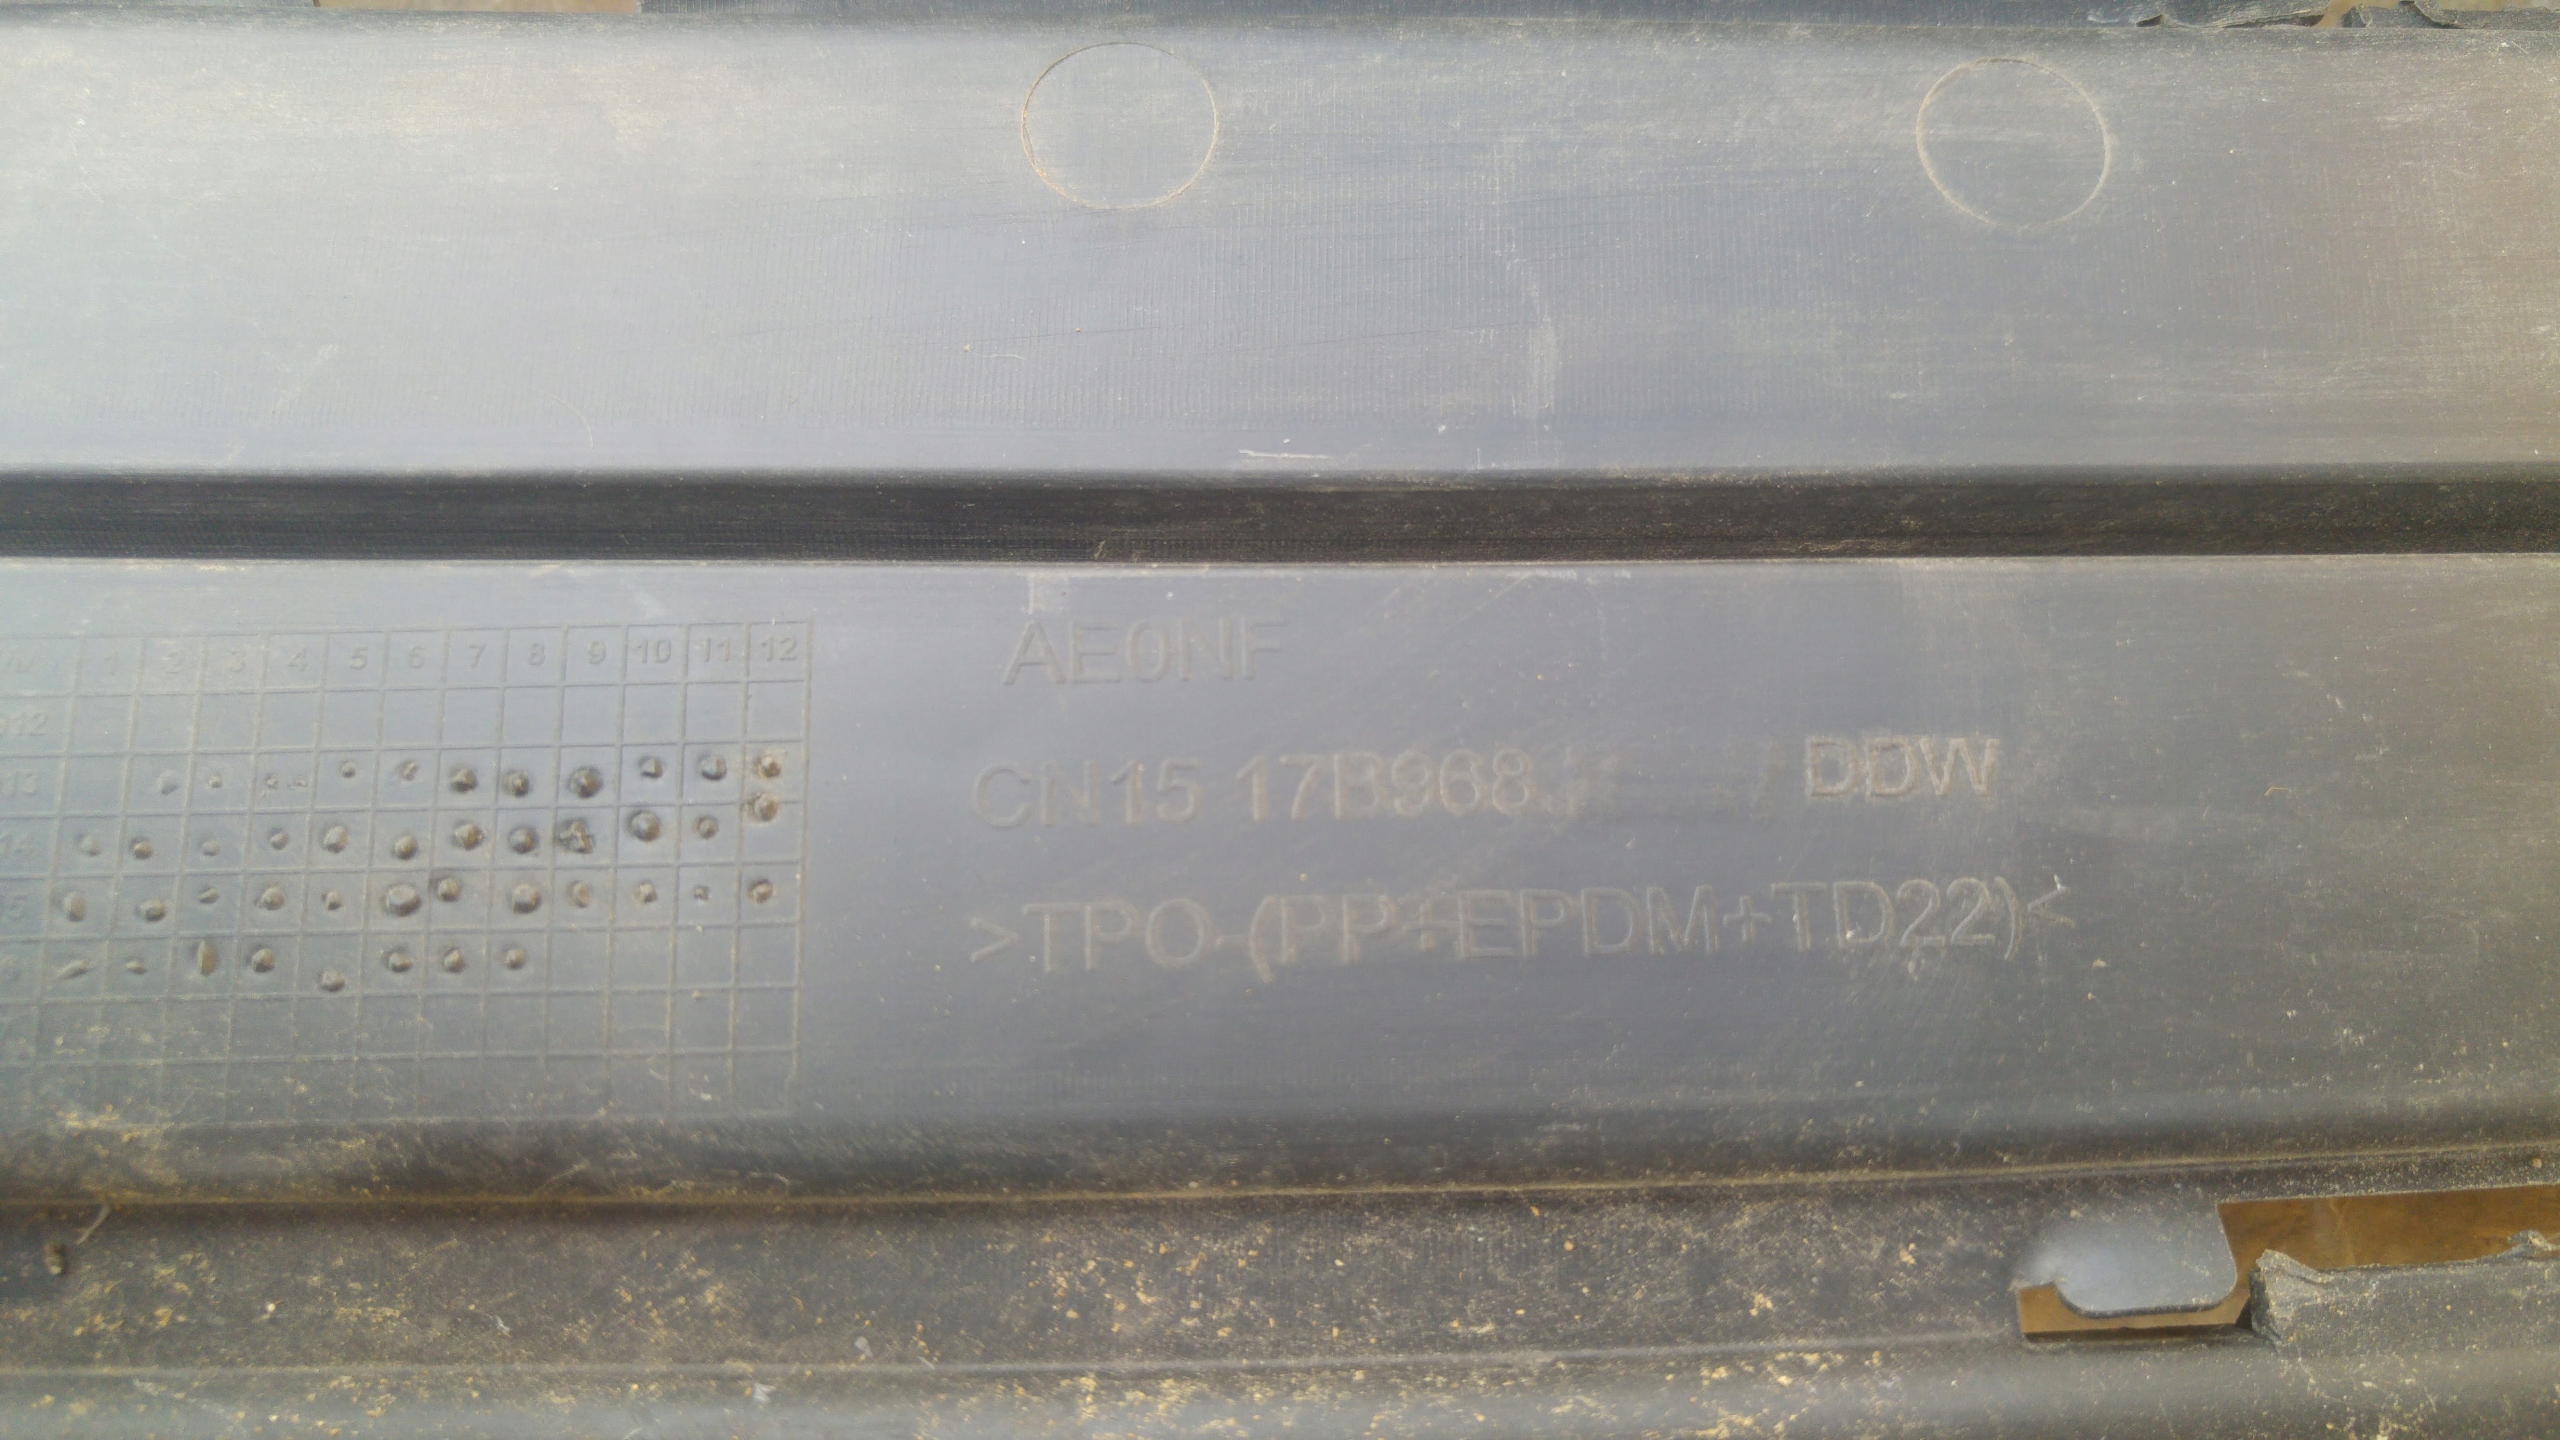 1 2 3 4 5 6 7 8 9 10 11 12
AE0NF
CN15 17B968 DDW
>TPO-(PP+EPDM+TD22)<